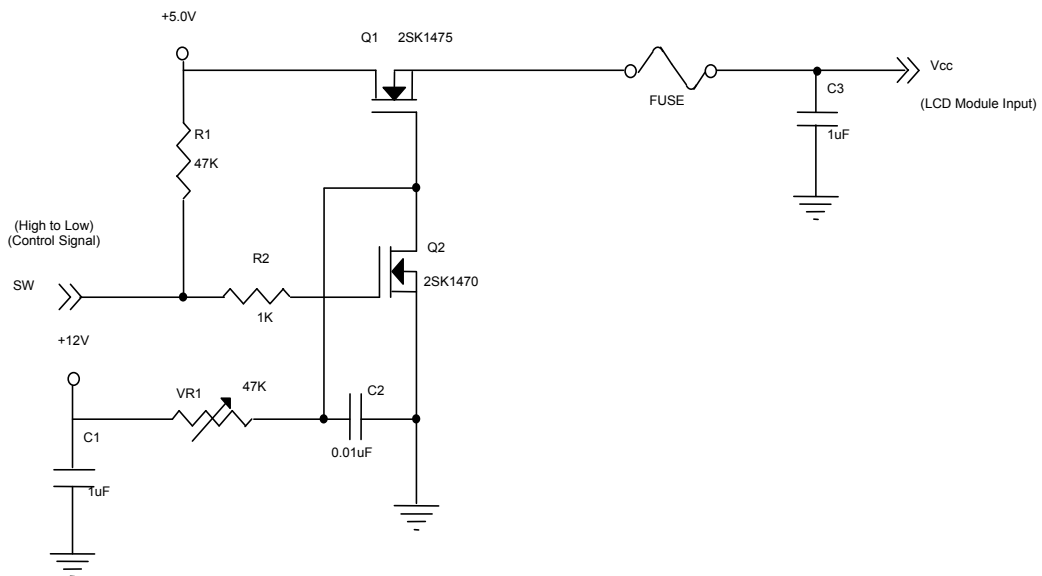 +5.0V
Q1 2SK1475
Vcc
FUSE
C3
(LCD Module Input)
1uF
R1
47K
(High to Low)
(Control Signal)
Q2
R2
2SK1470
SW
1K
+12V
VR1
47K
C2
C1
0.01uF
1uF